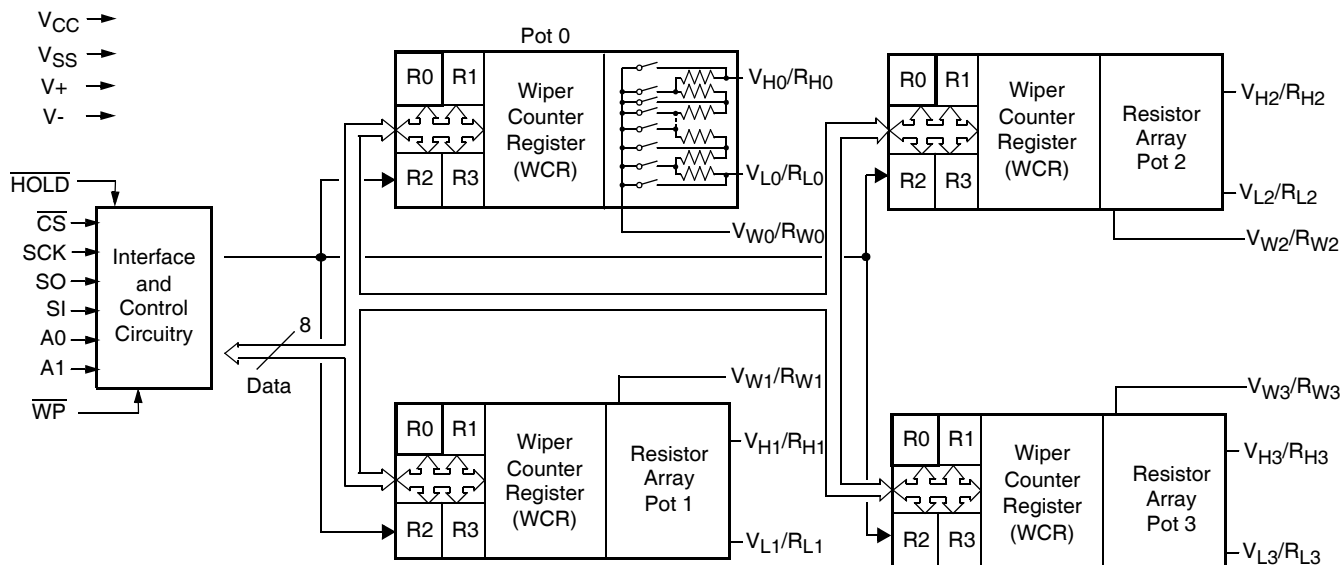 VCC
VSS
V+
V-
HOLD
CS
SCK
SO
SI
A0
A1
WP
Interface
and
Control
Circuitry
8
Data
Pot 0
R0 R1
R2 R3
Wiper
Counter
Register
(WCR)
VH0/RH0
VL0/RL0
VW0/RW0
R0 R1
R2 R3
Wiper
Counter
Register
(WCR)
Resistor
Array
Pot 2
VH2/RH2
VL2/RL2
VW2/RW2
R0 R1
R2 R3
Wiper
Counter
Register
(WCR)
Resistor
Array
Pot 1
VW1/RW1
VH1/RH1
VL1/RL1
R0 R1
R2 R3
Wiper
Counter
Register
(WCR)
Resistor
Array
Pot 3
VW3/RW3
VH3/RH3
VL3/RL3